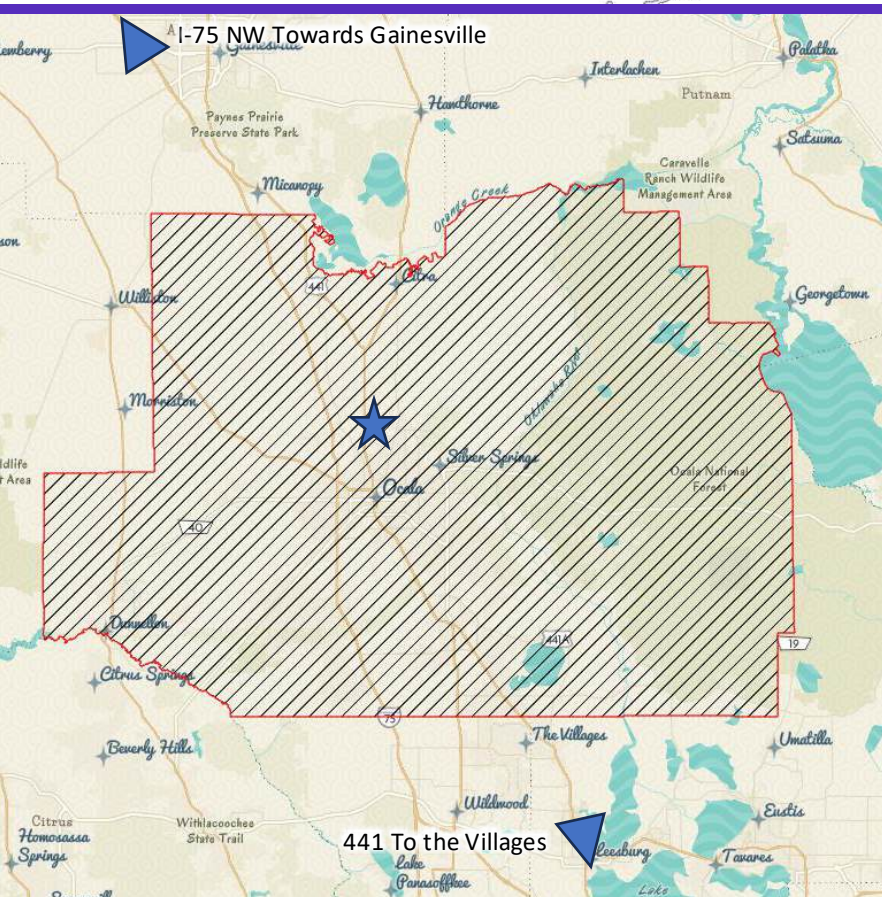 I-75 NW Towards Gainesville
Gainesville
Palatka
Interlachen
Putnam
Hawthorne
Paynes Prairie
Preserve State Park
Satsuma
Caravelle
Ranch Wildlife
Management Area
Micanopy
Orange Creek
Citra
441
Williston
Georgetown
Morriston
Silver Springs
Ocala
Ocala National
Forest
40
Dunnellon
441A
19
Citrus Springs
75
The Villages
Umatilla
Beverly Hills
Wildwood
Eustis
Citrus
Homosassa
Springs
Withlacoochee
State Trail
441 To the Villages
Leesburg
Tavares
Lake
Panasoffkee
Lake